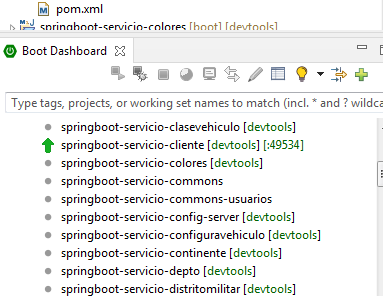 pom.xml
springboot-servicio-colores [boot] [devtools]
Boot Dashboard
Type tags, projects, or working set names to match (incl. * and ? wildca
springboot-servicio-clasevehiculo [devtools]
springboot-servicio-cliente [devtools] [:49534]
springboot-servicio-colores [devtools]
springboot-servicio-commons
springboot-servicio-commons-usuarios
springboot-servicio-config-server [devtools]
springboot-servicio-configuravehiculo [devtools]
springboot-servicio-continente [devtools]
springboot-servicio-depto [devtools]
springboot-servicio-distritomilitar [devtools]